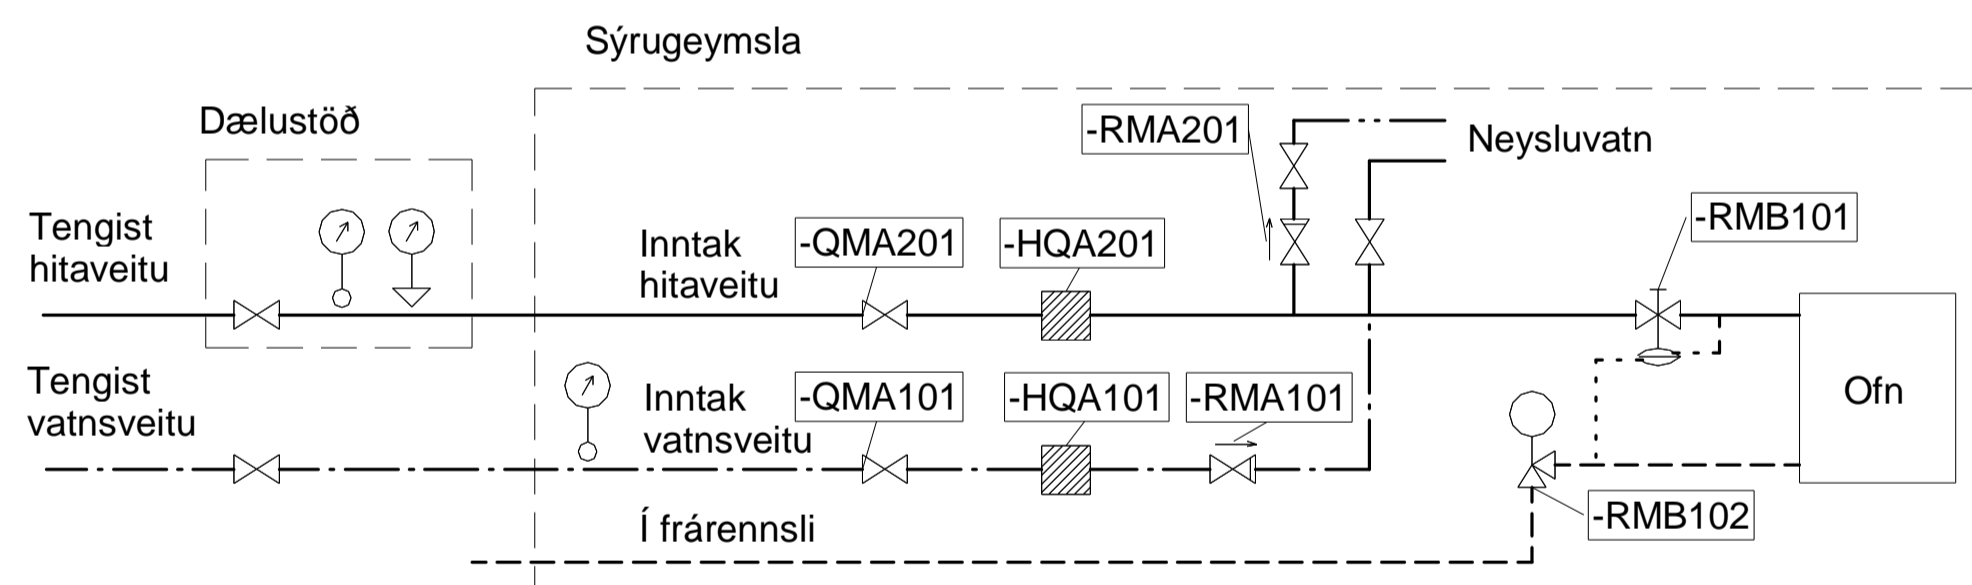 Sýrugeymsla
Dælustöð
-RMA201
Neysluvatn
Tengist
hitaveitu
Inntak
hitaveitu
-QMA201
-HQA201
-RMB101
Tengist
vatnsveitu
Inntak
vatnsveitu
-QMA101
-HQA101
-RMA101
Ofn
Í frárennsli
-RMB102